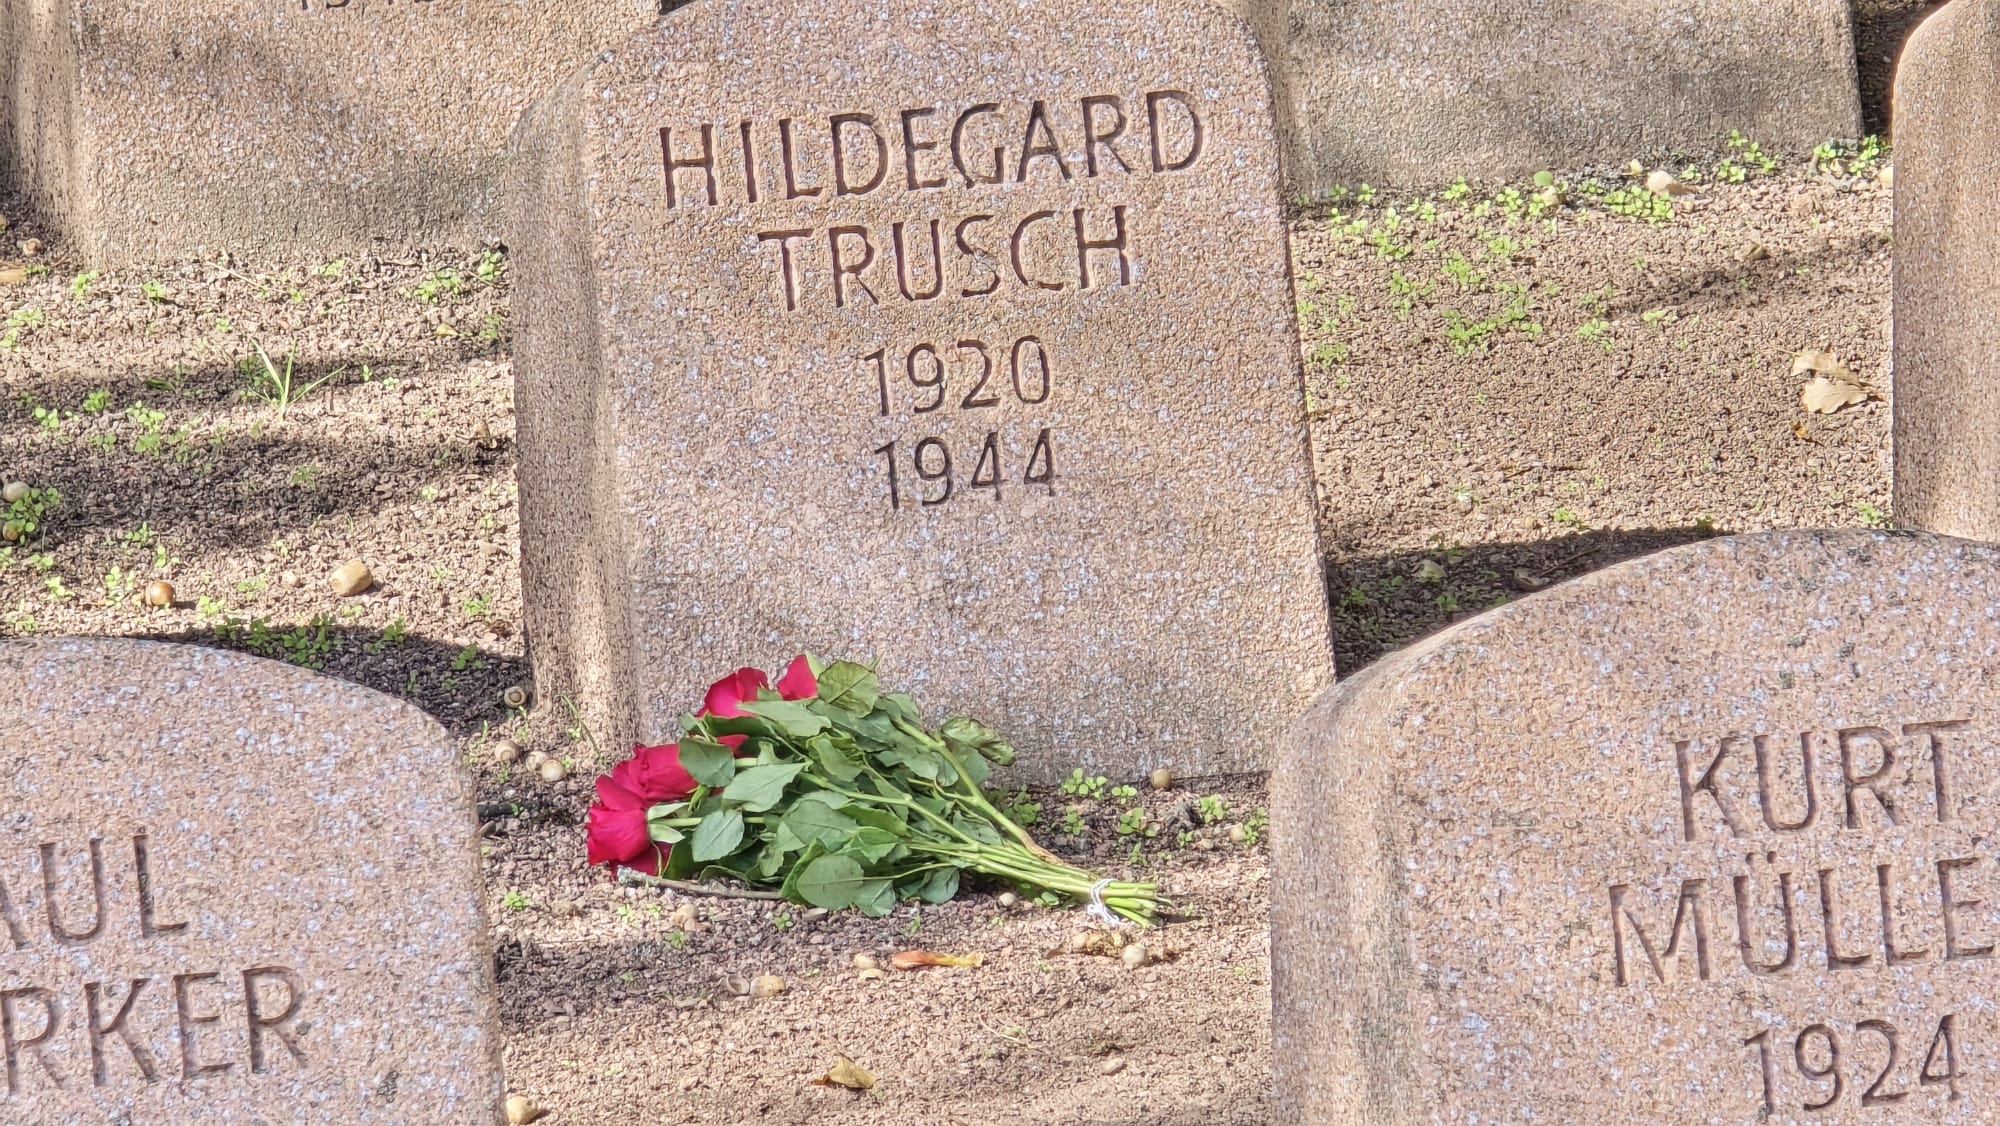 HILDEGARD
TRUSCH
1920
1944
AUL
RKER
KURT
MÜLLE
1924